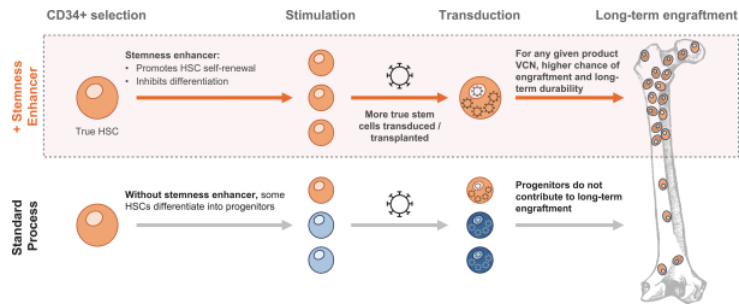 CD34+ selection
Stimulation
Transduction
Long-term engraftment
+ Stemness
Enhancer
Stemness enhancer:
• Promotes HSC self-renewal
• Inhibits differentiation
True HSC
More true stem
cells transduced /
transplanted
For any given product
VCN, higher chance of
engraftment and long-
term durability
Standard
Process
Without stemness enhancer, some
HSCs differentiate into progenitors
Progenitors do not
contribute to long-term
engraftment